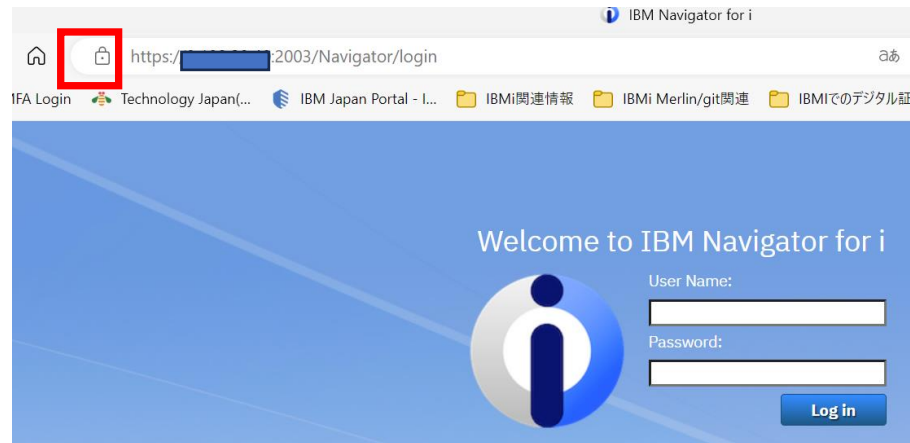 IBM Navigator for i
https:/
:2003/Navigator/login
aあ
IFA Login
Technology Japan(...
IBM Japan Portal - I...
IBMi関連情報
IBMi Merlin/git関連
IBMIでのデジタル証
Welcome to IBM Navigator for i
User Name:
Password:
Log in